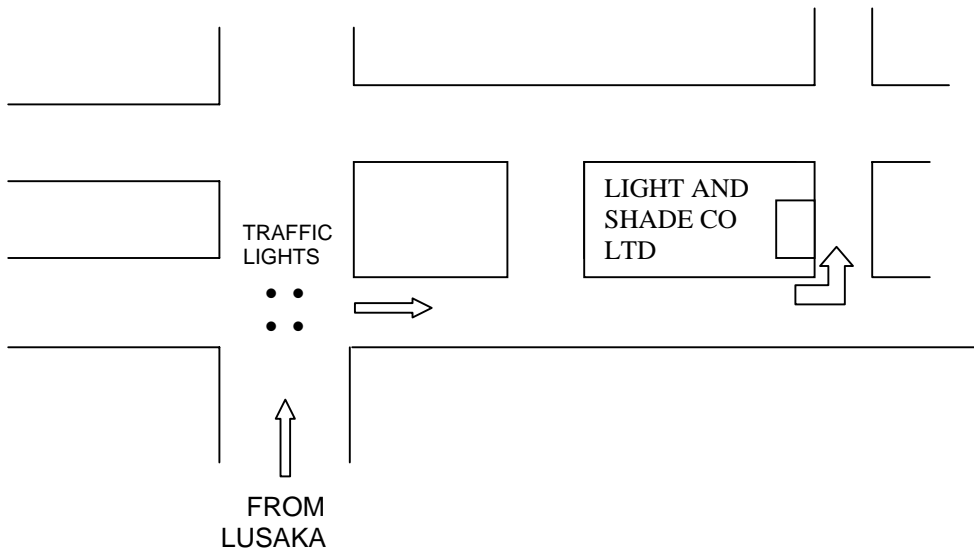 LIGHT AND
SHADE CO
LTD
TRAFFIC
LIGHTS
FROM
LUSAKA